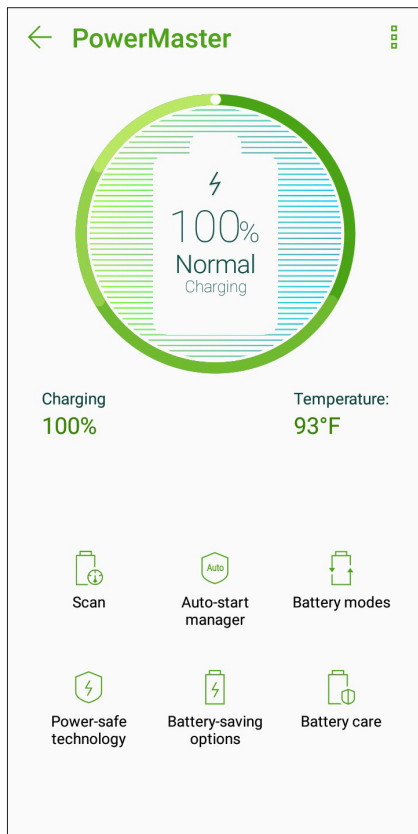 PowerMaster
100%
Normal
Charging
Charging
100%
Temperature:
93°F
Scan
Auto
Auto-start
manager
Battery modes
Power-safe
technology
Battery-saving
options
Battery care